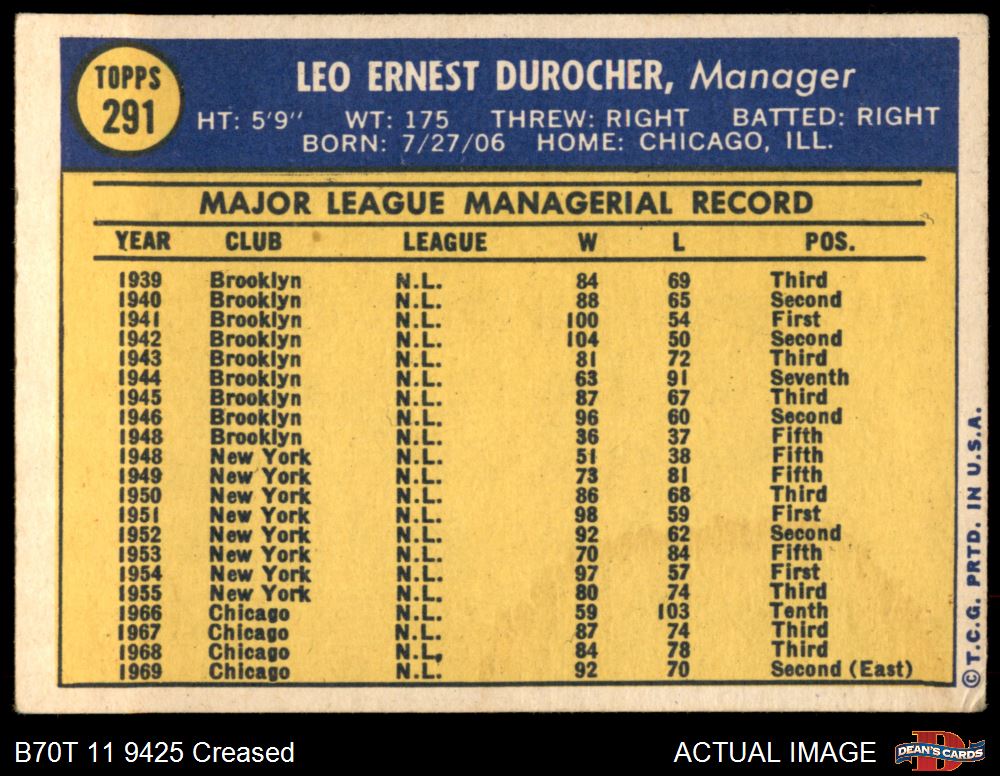 TOPPS
291
LEO ERNEST DUROCHER, Manager
HT: 5'9" WT: 175 THREW: RIGHT BATTED: RIGHT
BORN: 7/27/06 HOME: CHICAGO, ILL.
MAJOR LEAGUE MANAGERIAL RECORD
YEAR CLUB LEAGUE W L POS.
1939 Brooklyn N.L. 84 69 Third
1940 Brooklyn N.L. 88 65 Second
1941 Brooklyn N.L. 100 54 First
1942 Brooklyn N.L. 104 50 Second
1943 Brooklyn N.L. 81 72 Third
1944 Brooklyn N.L. 63 91 Seventh
1945 Brooklyn N.L. 87 67 Third
1946 Brooklyn N.L. 96 60 Second
1948 Brooklyn N.L. 36 37 Fifth
1948 New York N.L. 51 38 Fifth
1949 New York N.L. 73 81 Fifth
1950 New York N.L. 86 68 Third
1951 New York N.L. 98 59 First
1952 New York N.L. 92 62 Second
1953 New York N.L. 70 84 Fifth
1954 New York N.L. 97 57 First
1955 New York N.L. 80 74 Third
1966 Chicago N.L. 59 103 Tenth
1967 Chicago N.L. 87 74 Third
1968 Chicago N.L. 84 78 Third
1969 Chicago N.L. 92 70 Second (East)
©T.C.G. PRTD. IN U.S.A.
B70T 11 9425 Creased
ACTUAL IMAGE
D
DEAN'S CARDS